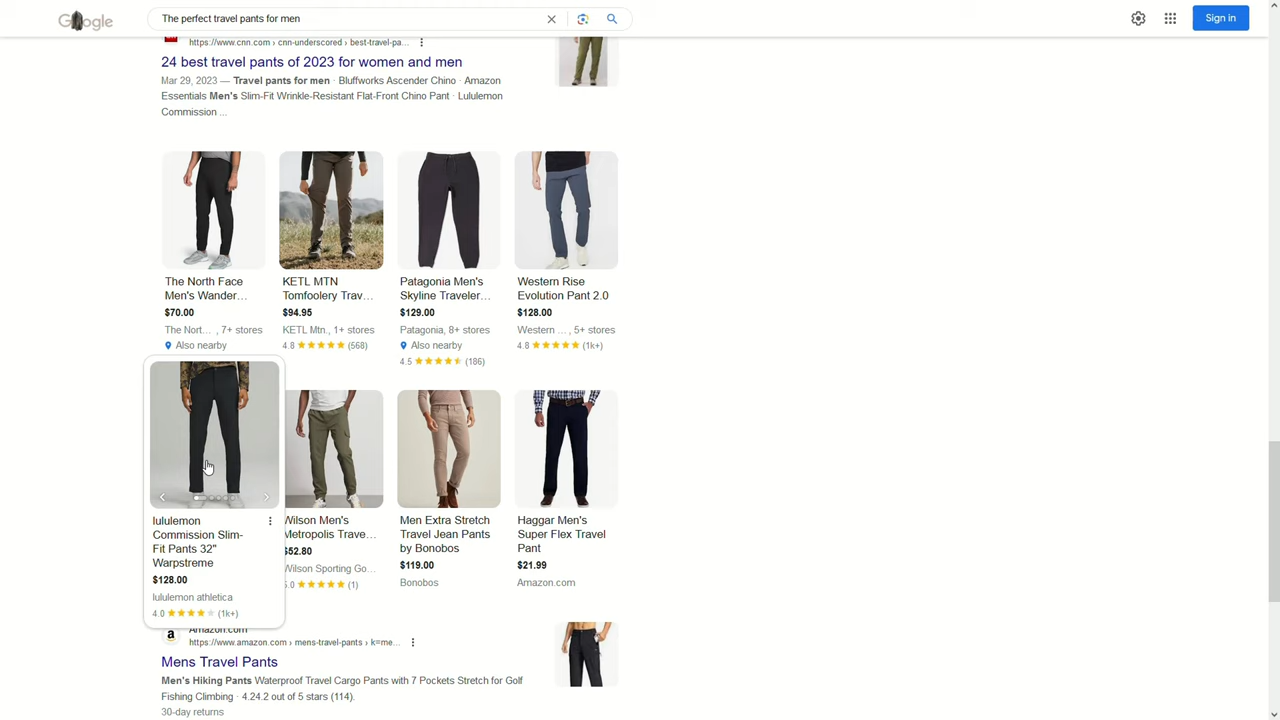 Google
The perfect travel pants for men
Sign in
https://www.cnn.com › cnn-underscored › best-travel-pa...
24 best travel pants of 2023 for women and men
Mar 29, 2023 — Travel pants for men · Bluffworks Ascender Chino · Amazon
Essentials Men's Slim-Fit Wrinkle-Resistant Flat-Front Chino Pant · Lululemon
Commission ...
The North Face
Men's Wander...
$70.00
The Nort... , 7+ stores
Also nearby
KETL MTN
Tomfoolery Trav...
$94.95
KETL Mtn., 1+ stores
4.8 (568)
Patagonia Men's
Skyline Traveler...
$129.00
Patagonia, 8+ stores
Also nearby
4.5 (186)
Western Rise
Evolution Pant 2.0
$128.00
Western ... , 5+ stores
4.8 (1k+)
lululemon
Commission Slim-
Fit Pants 32"
Warpstreme
$128.00
lululemon athletica
4.0 (1k+)
Wilson Men's
Metropolis Trave...
$52.80
Wilson Sporting Go...
5.0 (1)
Men Extra Stretch
Travel Jean Pants
by Bonobos
$119.00
Bonobos
Haggar Men's
Super Flex Travel
Pant
$21.99
Amazon.com
a
Amazon.com
https://www.amazon.com › mens-travel-pants › k=me...
Mens Travel Pants
Men's Hiking Pants Waterproof Travel Cargo Pants with 7 Pockets Stretch for Golf
Fishing Climbing · 4.24.2 out of 5 stars (114).
30-day returns